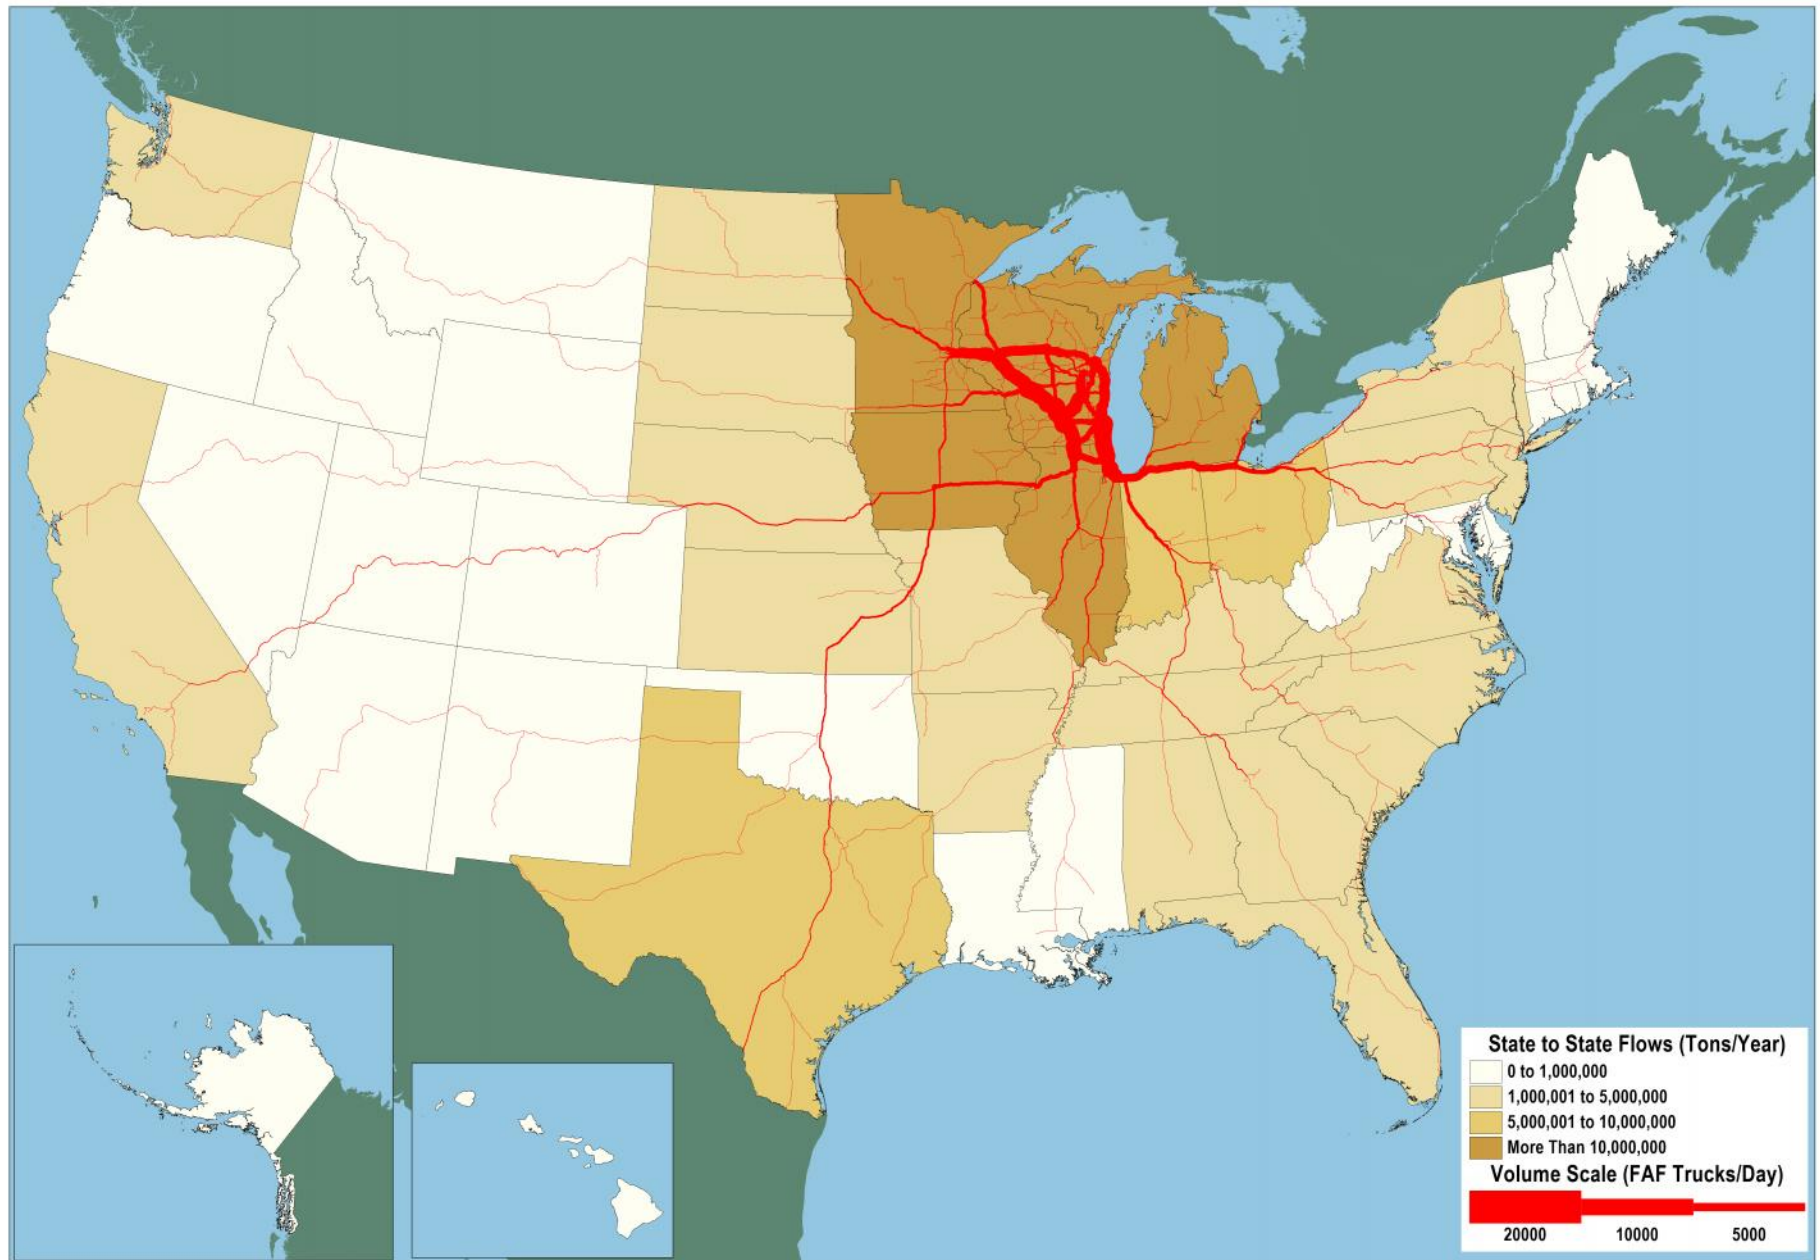 State to State Flows (Tons/Year)
0 to 1,000,000
1,000,001 to 5,000,000
5,000,001 to 10,000,000
More Than 10,000,000
Volume Scale (FAF Trucks/Day)
20000 10000 5000